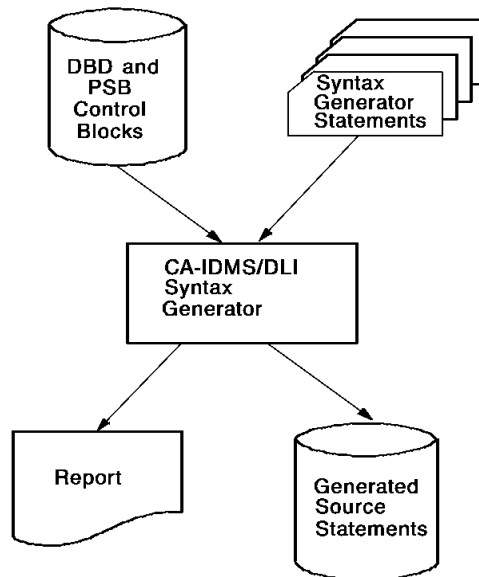 DBD and
PSB
Control
Blocks
Syntax
Generator
Statements
CA-IDMS/DLI
Syntax
Generator
Report
Generated
Source
Statements